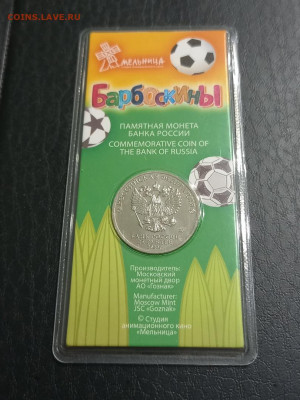 COINS.LAVE.RU
мельница
Барбоскины
ПАМЯТНАЯ МОНЕТА
БАНКА РОССИИ
COMMEMORATIVE COIN OF
THE BANK OF RUSSIA
Производитель:
Московский
монетный двор
АО «Гознак»
Manufacturer:
Moscow Mint
JSC «Goznak»
© Студия
анимационного кино
«Мельница»